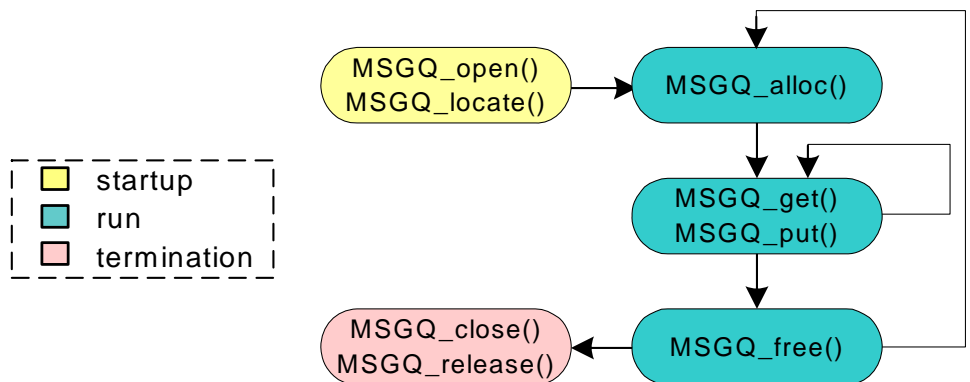 MSGQ_open()
MSGQ_locate()
MSGQ_alloc()
startup
run
termination
MSGQ_get()
MSGQ_put()
MSGQ_close()
MSGQ_release()
MSGQ_free()